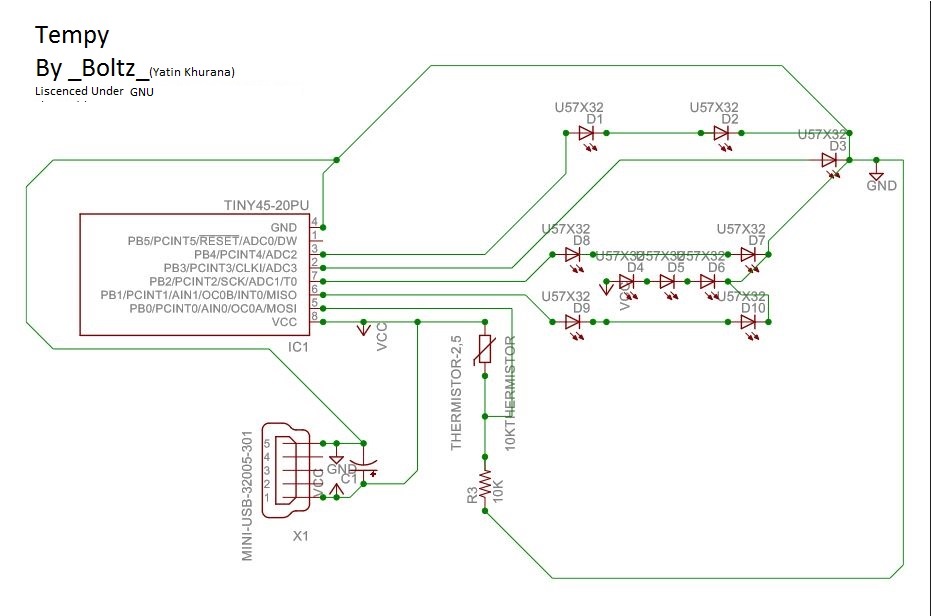 Tempy
By _Boltz_(Yatin Khurana)
Liscenced Under GNU
U57X32
D1
U57X32
D2
U57X32
D3
GND
TINY45-20PU
GND 4
PB5/PCINT5/RESET/ADC0/DW 1
PB4/PCINT4/ADC2 3
PB3/PCINT3/CLKI/ADC3 2
PB2/PCINT2/SCK/ADC1/T0 7
PB1/PCINT1/AIN1/OC0B/INT0/MISO 6
PB0/PCINT0/AIN0/OC0A/MOSI 5
VCC 8
IC1
VCC
U57X32
D8
U57X32
D7
U57X32
D4
U57X32
D5
U57X32
D6
VCC
U57X32
D9
U57X32
D10
THERMISTOR-2,5
10KTHERMISTOR
R3
10K
MINI-USB-32005-301
5
4
3
2
1
GND
VCC
C1
+
X1